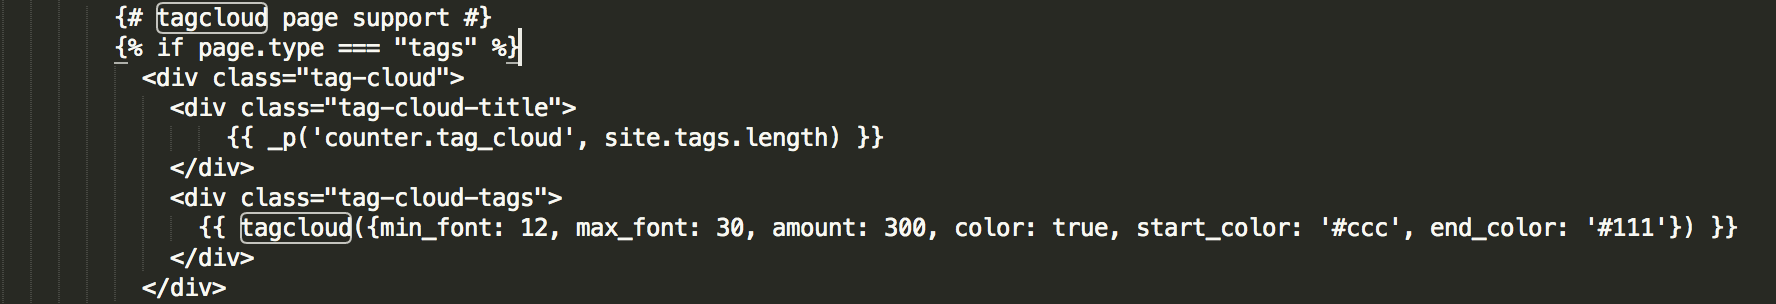 {# tagcloud page support #}
{% if page.type === "tags" %}
<div class="tag-cloud">
<div class="tag-cloud-title">
{{ _p('counter.tag_cloud', site.tags.length) }}
</div>
<div class="tag-cloud-tags">
{{ tagcloud({min_font: 12, max_font: 30, amount: 300, color: true, start_color: '#ccc', end_color: '#111'}) }}
</div>
</div>